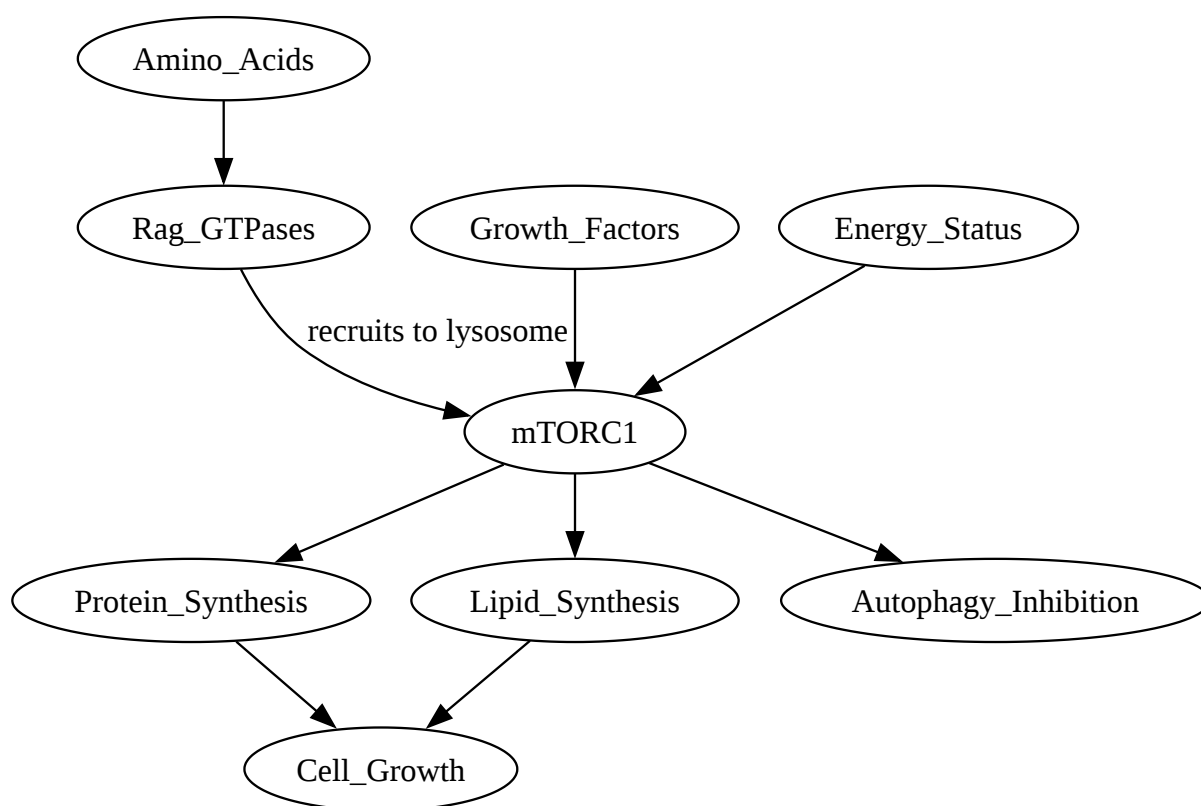 Amino_Acids
Rag_GTPases
Growth_Factors
Energy_Status
recruits to lysosome
mTORC1
Protein_Synthesis
Lipid_Synthesis
Autophagy_Inhibition
Cell_Growth